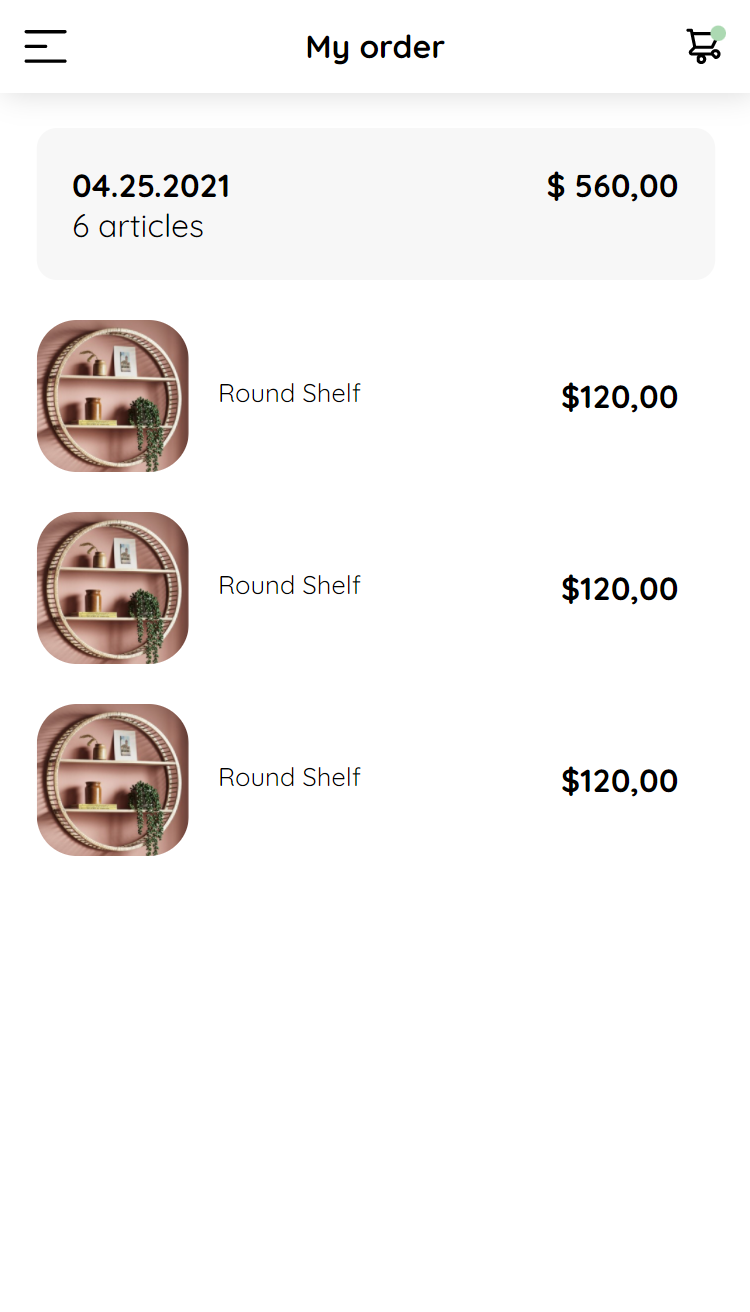 My order
04.25.2021
$ 560,00
6 articles
Round Shelf
$120,00
Round Shelf
$120,00
Round Shelf
$120,00